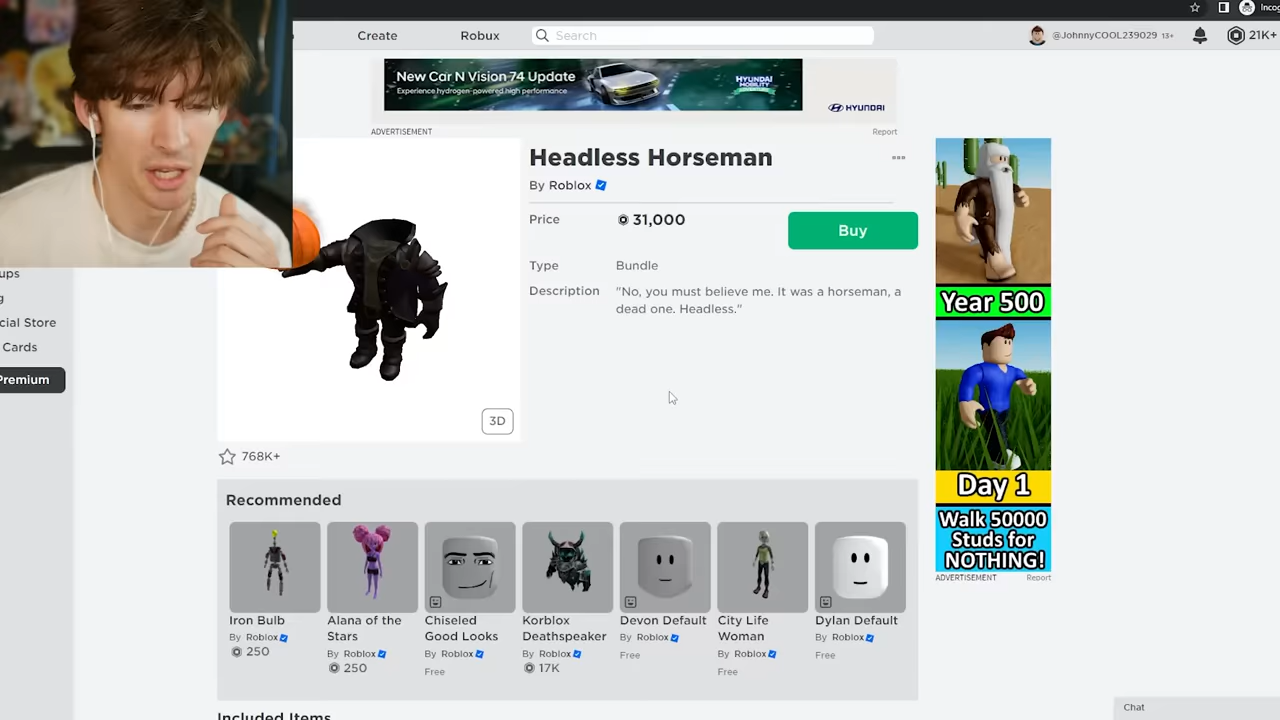 Incog
Create
Robux
Search
@JohnnyCOOL239029
13+
21K+
New Car N Vision 74 Update
Experience hydrogen-powered high performance
HYUNDAI
MOBILITY
ADVENTURE
HYUNDAI
ADVERTISEMENT
Report
Headless Horseman
By Roblox
Price
31,000
Buy
Type
Bundle
Description
"No, you must believe me. It was a horseman, a
dead one. Headless."
ups
g
cial Store
Cards
Premium
3D
768K+
Year 500
Day 1
Walk 50000
Studs for
NOTHING!
ADVERTISEMENT
Report
Recommended
Iron Bulb
By Roblox
250
Alana of the
Stars
By Roblox
250
Chiseled
Good Looks
By Roblox
Free
Korblox
Deathspeaker
By Roblox
17K
Devon Default
By Roblox
Free
City Life
Woman
By Roblox
Free
Dylan Default
By Roblox
Free
Included Items
Chat